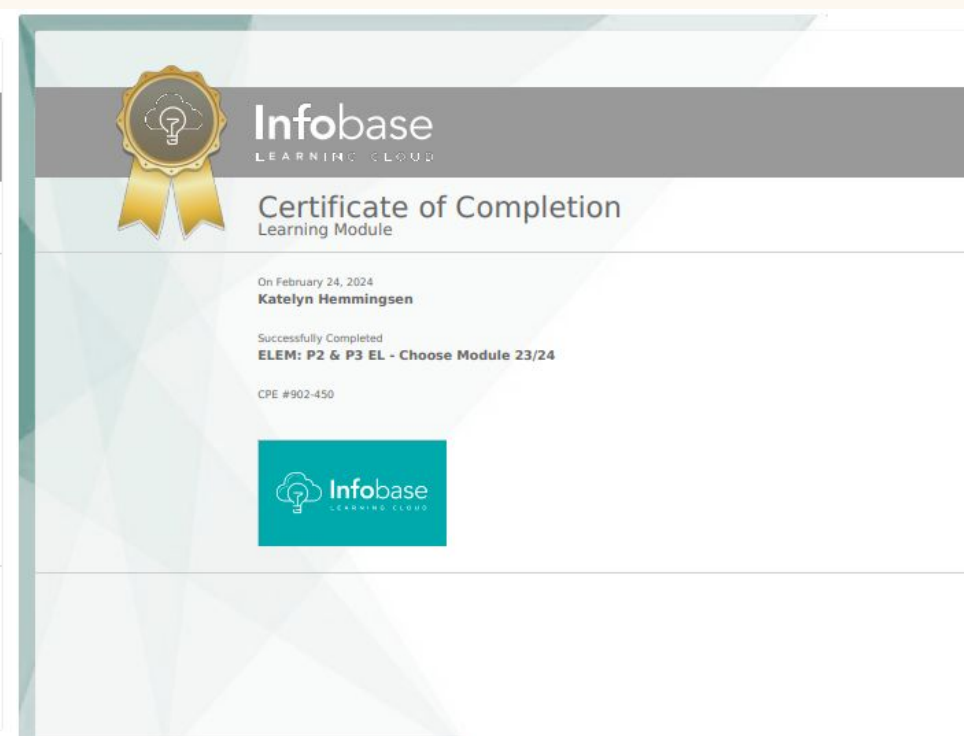 Infobase
LEARNING CLOUD
Certificate of Completion
Learning Module
On February 24, 2024
Katelyn Hemmingsen
Successfully Completed
ELEM: P2 & P3 EL - Choose Module 23/24
CPE #902-450
Infobase
LEARNING CLOUD